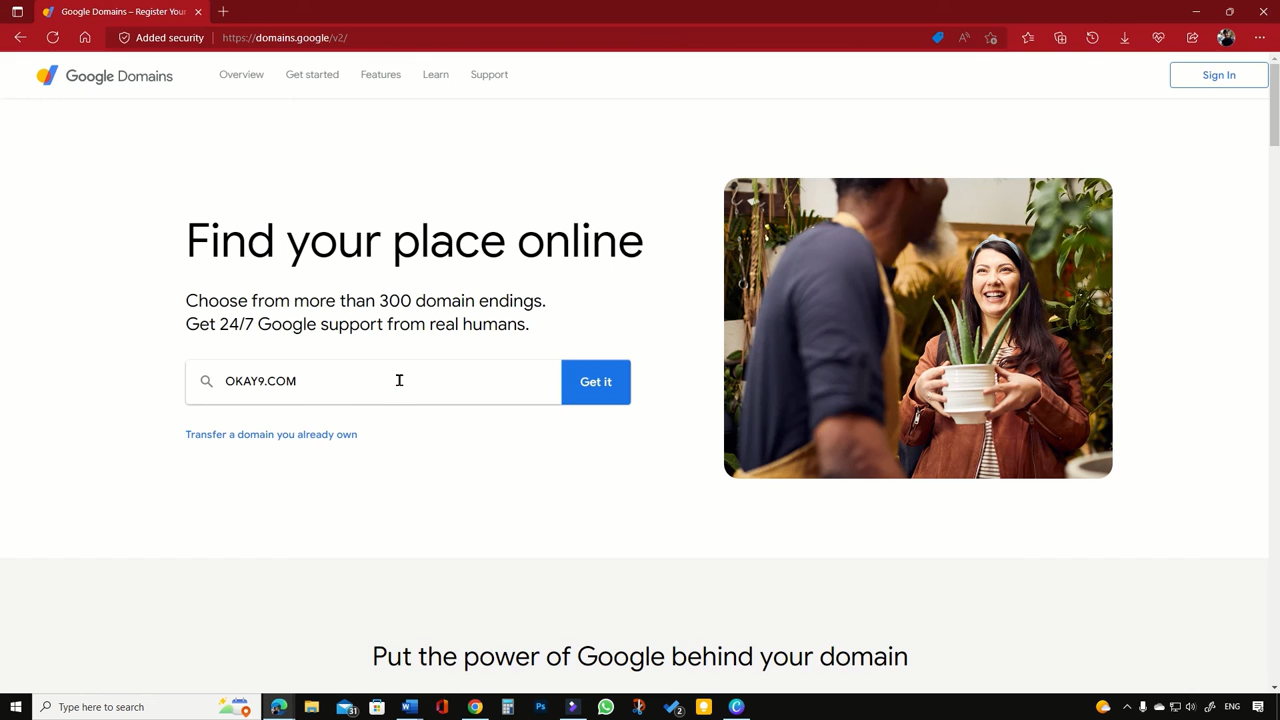 Google Domains – Register Your
Added security
https://domains.google/v2/
Google Domains
Overview
Get started
Features
Learn
Support
Sign In
Find your place online
Choose from more than 300 domain endings.
Get 24/7 Google support from real humans.
OKAY9.COM
Get it
Transfer a domain you already own
Put the power of Google behind your domain
Type here to search
31
2
ENG